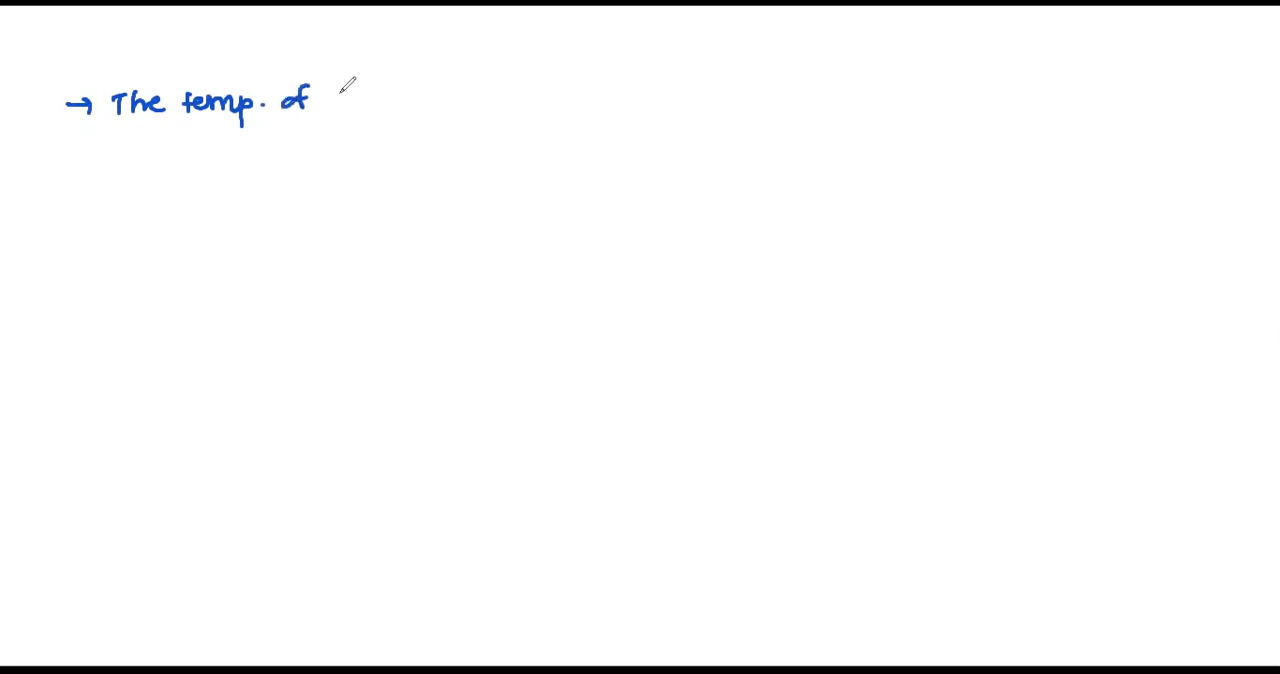 → The temp. of